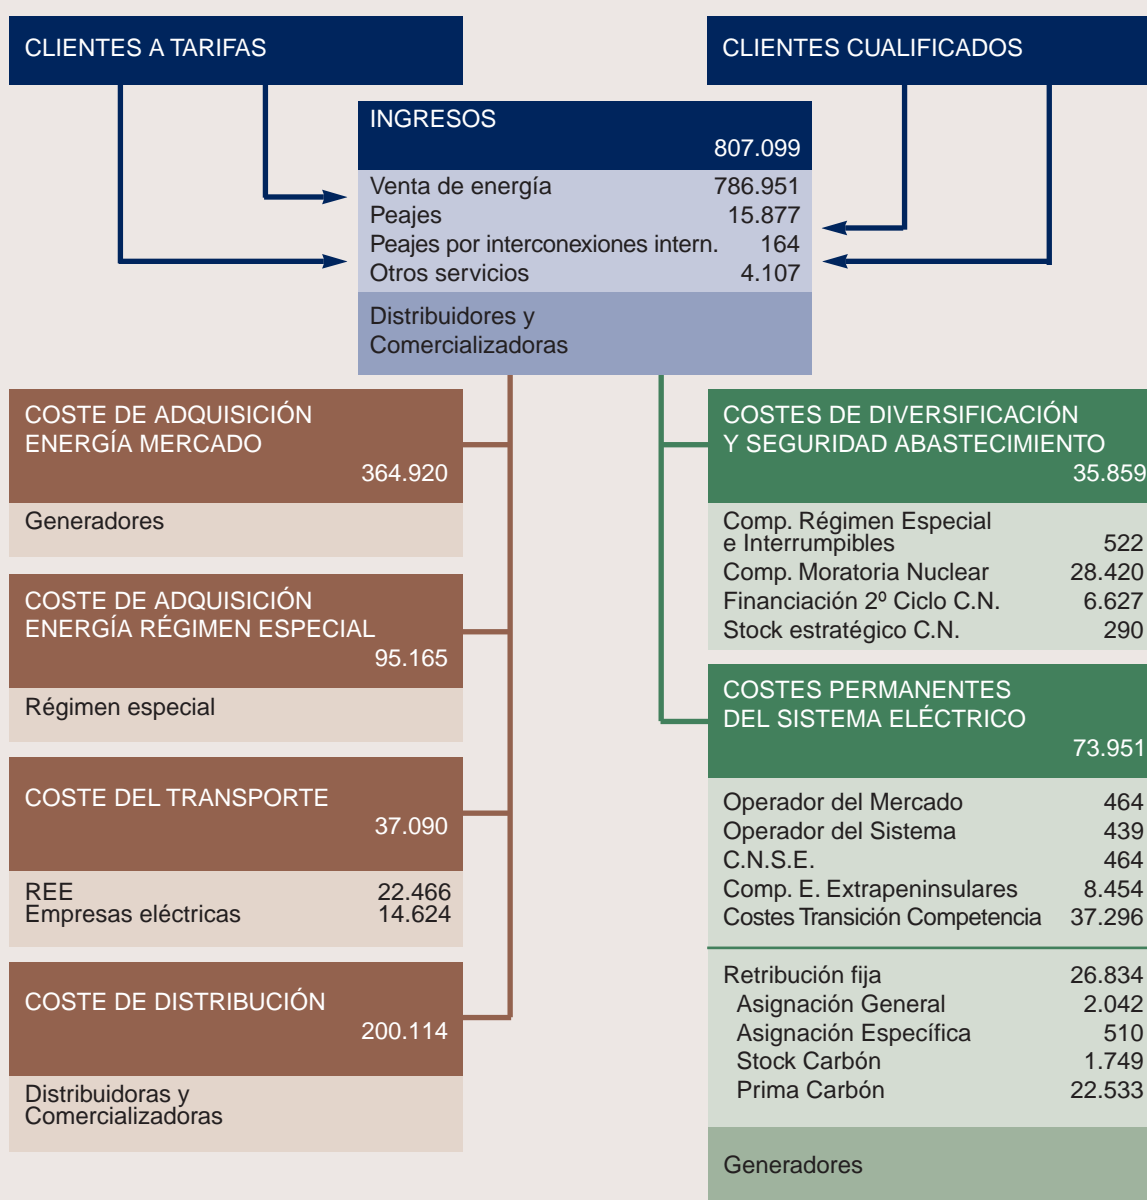 CLIENTES A TARIFAS
CLIENTES CUALIFICADOS
INGRESOS
807.099
Venta de energía 786.951
Peajes 15.877
Peajes por interconexiones intern. 164
Otros servicios 4.107
Distribuidores y
Comercializadoras
COSTE DE ADQUISICIÓN
ENERGÍA MERCADO
364.920
Generadores
COSTE DE ADQUISICIÓN
ENERGÍA RÉGIMEN ESPECIAL
95.165
Régimen especial
COSTE DEL TRANSPORTE
37.090
REE 22.466
Empresas eléctricas 14.624
COSTE DE DISTRIBUCIÓN
200.114
Distribuidoras y
Comercializadoras
COSTES DE DIVERSIFICACIÓN
Y SEGURIDAD ABASTECIMIENTO
35.859
Comp. Régimen Especial
e Interrumpibles 522
Comp. Moratoria Nuclear 28.420
Financiación 2º Ciclo C.N. 6.627
Stock estratégico C.N. 290
COSTES PERMANENTES
DEL SISTEMA ELÉCTRICO
73.951
Operador del Mercado 464
Operador del Sistema 439
C.N.S.E. 464
Comp. E. Extrapeninsulares 8.454
Costes Transición Competencia 37.296
Retribución fija 26.834
Asignación General 2.042
Asignación Específica 510
Stock Carbón 1.749
Prima Carbón 22.533
Generadores